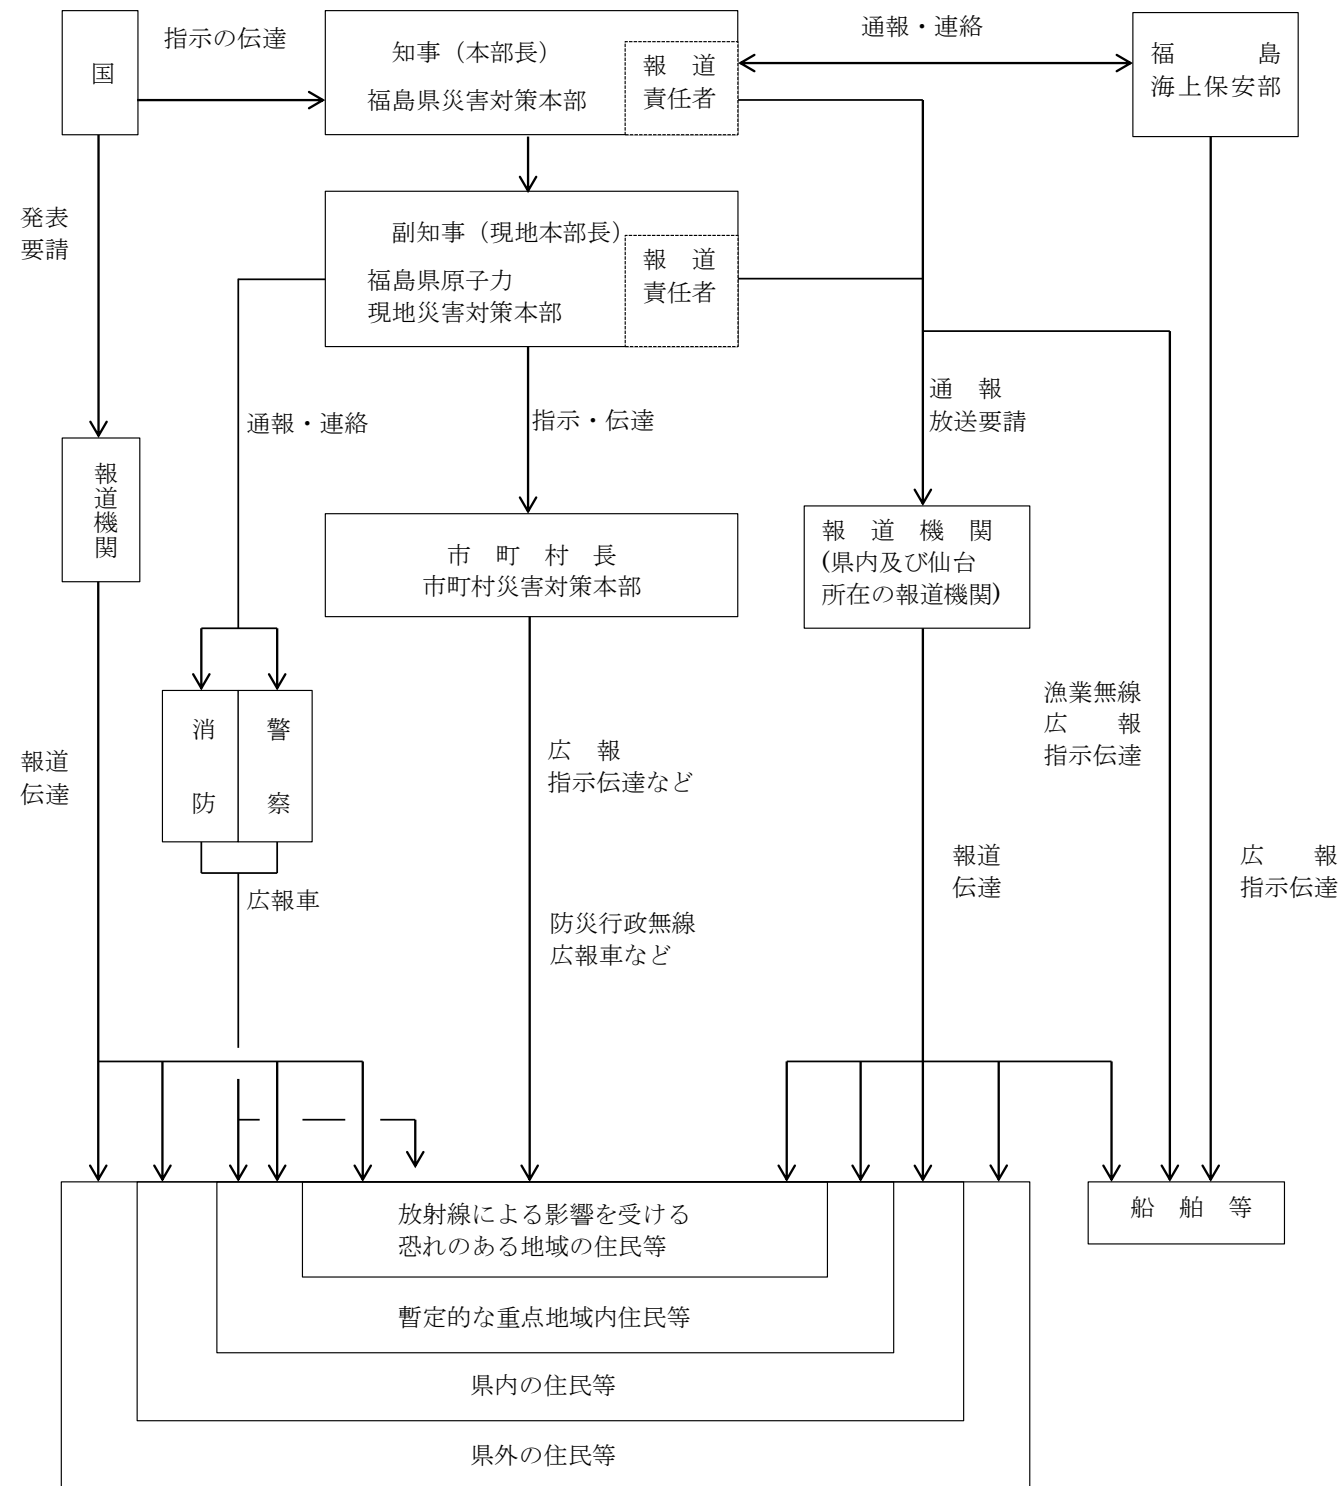 国
指示の伝達
知事（本部長）
福島県災害対策本部
報　道
責任者
通報・連絡
福　　　島
海上保安部
発表
要請
副知事（現地本部長）
福島県原子力
現地災害対策本部
報　道
責任者
通報・連絡
指示・伝達
通　報
放送要請
報道機関
市　町　村　長
市町村災害対策本部
報　道　機　関
(県内及び仙台
所在の報道機関)
消防
警察
報道
伝達
広　報
指示伝達など
漁業無線
広　　報
指示伝達
報道
伝達
広　　報
指示伝達
広報車
防災行政無線
広報車など
放射線による影響を受ける
恐れのある地域の住民等
船　舶　等
暫定的な重点地域内住民等
県内の住民等
県外の住民等